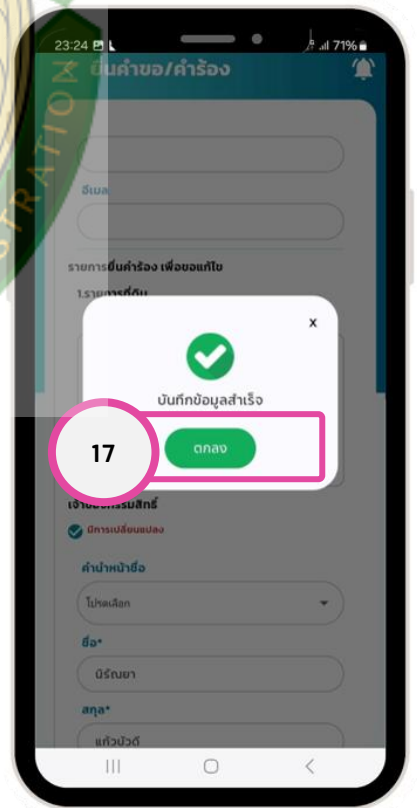 TRATION
23:24
71%
ยื่นคำขอ/คำร้อง
อีเมล
รายการยื่นคำร้อง เพื่อขอแก้ไข
1.รายการที่ดิน
x
บันทึกข้อมูลสำเร็จ
17
ตกลง
เจ้าของกรรมสิทธิ์
มีการเปลี่ยนแปลง
คำนำหน้าชื่อ
โปรดเลือก
ชื่อ*
นิรัณยา
สกุล*
แก้วบัวดี